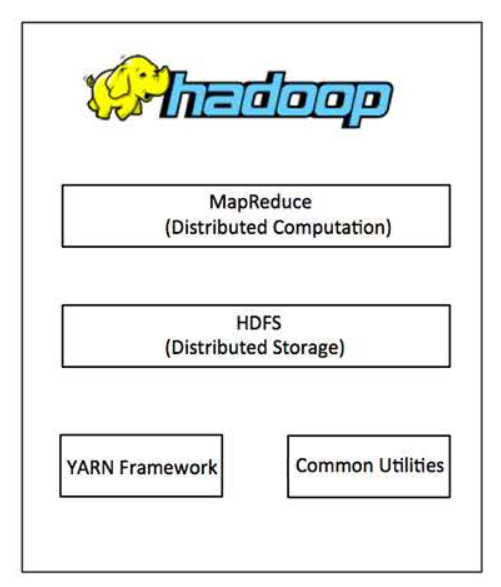 hadoop
MapReduce
(Distributed Computation)
HDFS
(Distributed Storage)
YARN Framework
Common Utilities